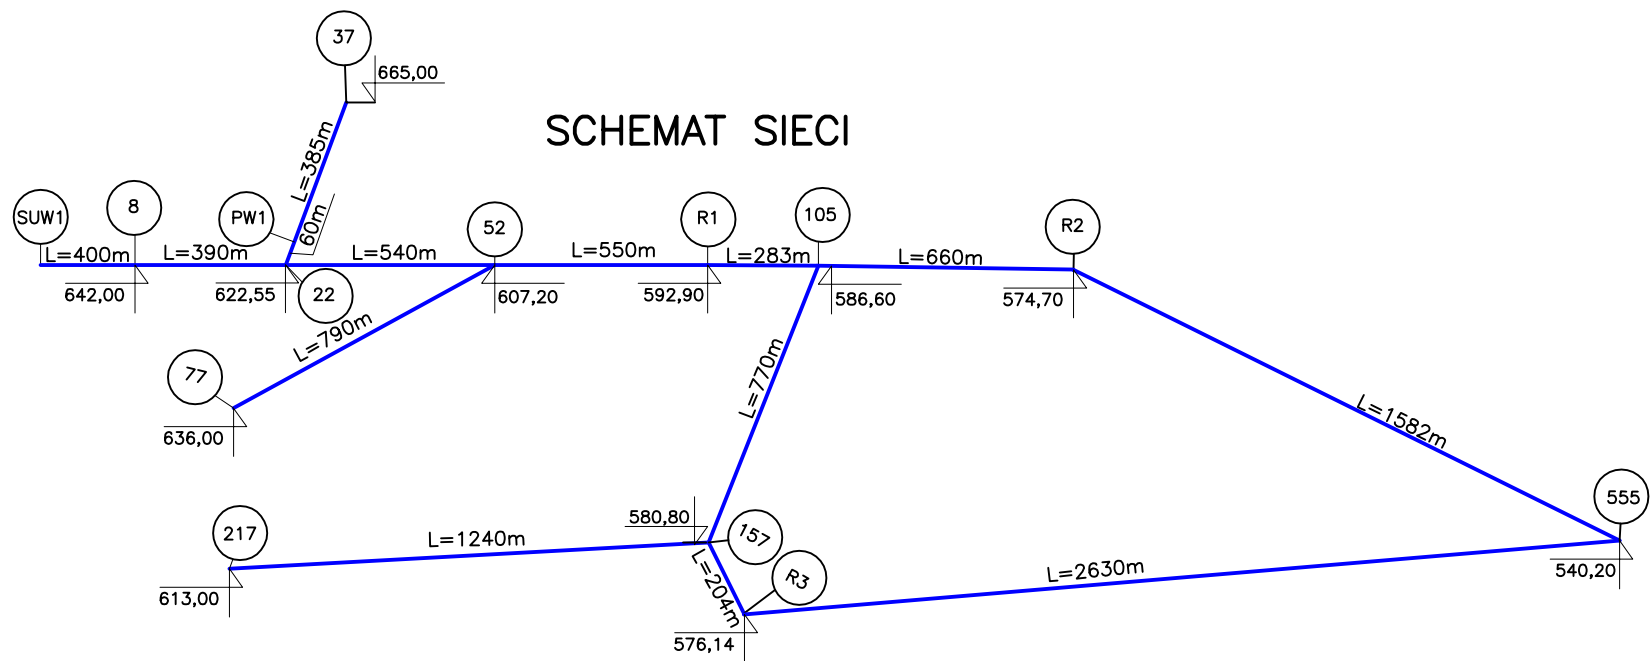 37
665,00
SCHEMAT SIECI
L=385m
SUW1
8
PW1
60m
52
R1
105
R2
L=400m
L=390m
L=540m
L=550m
L=283m
L=660m
642,00
622,55
22
607,20
592,90
586,60
574,70
L=790m
77
636,00
L=770m
L=1582m
555
540,20
217
613,00
L=1240m
580,80
157
L=204m
R3
576,14
L=2630m